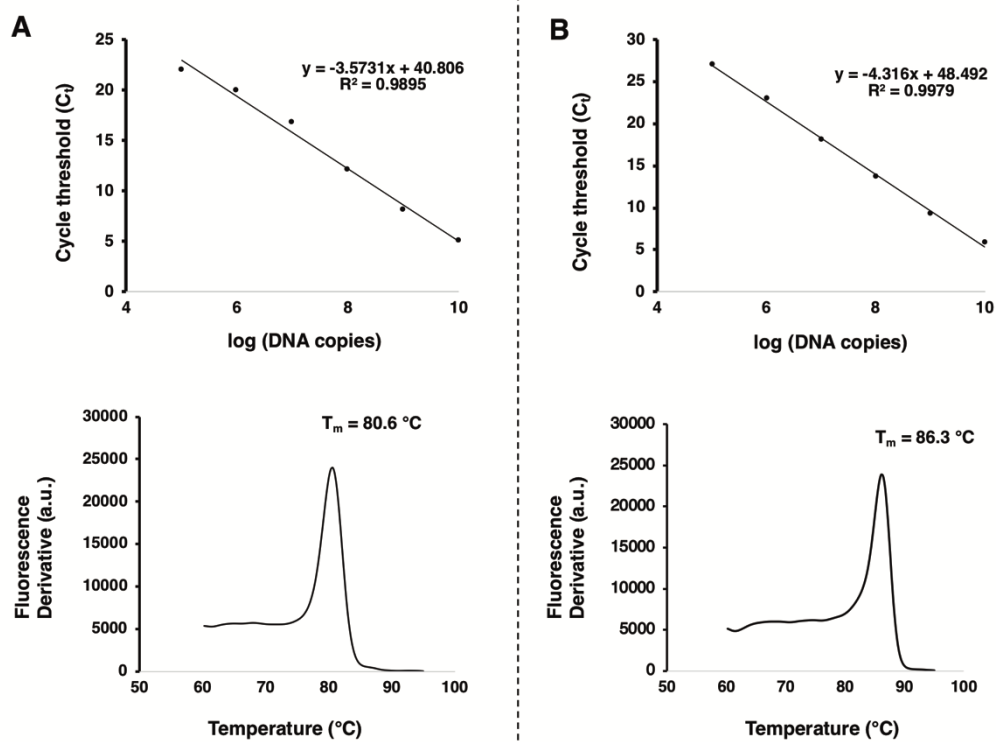 A
25
20
15
10
5
0
4 6 8 10
Cycle threshold (Cₜ)
log (DNA copies)
y = -3.5731x + 40.806
R² = 0.9895
B
30
25
20
15
10
5
0
4 6 8 10
Cycle threshold (Cₜ)
log (DNA copies)
y = -4.316x + 48.492
R² = 0.9979
30000
25000
20000
15000
10000
5000
0
50 60 70 80 90 100
Fluorescence
Derivative (a.u.)
Temperature (°C)
Tₘ = 80.6 °C
30000
25000
20000
15000
10000
5000
0
50 60 70 80 90 100
Fluorescence
Derivative (a.u.)
Temperature (°C)
Tₘ = 86.3 °C